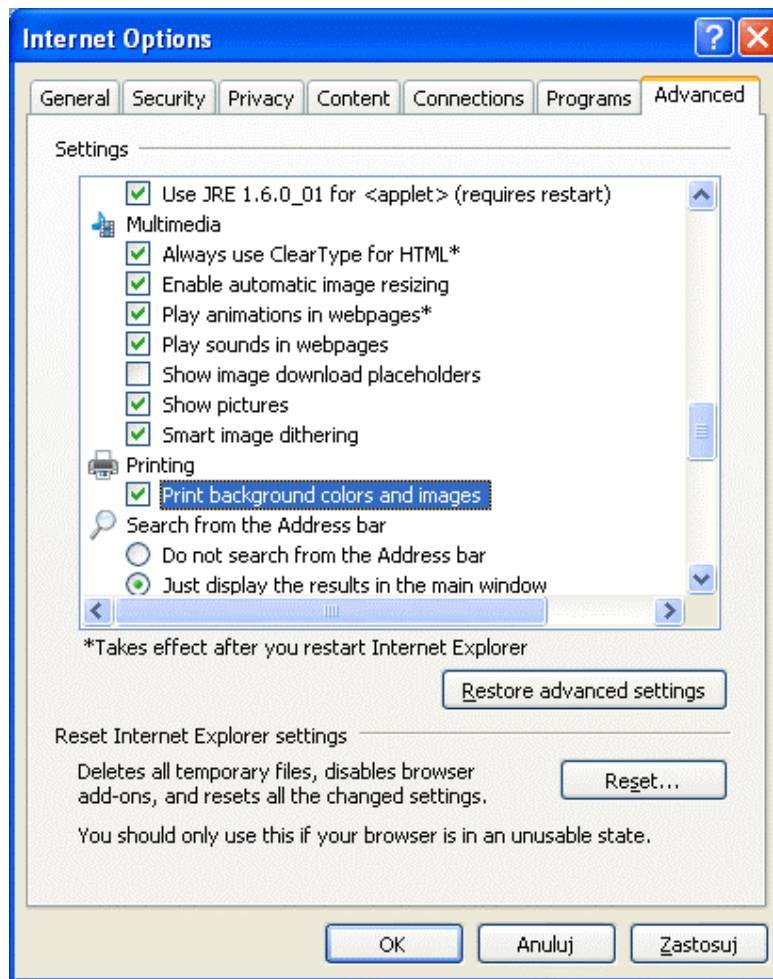 Internet Options
General Security Privacy Content Connections Programs Advanced
Settings
Use JRE 1.6.0_01 for <applet> (requires restart)
Multimedia
Always use ClearType for HTML*
Enable automatic image resizing
Play animations in webpages*
Play sounds in webpages
Show image download placeholders
Show pictures
Smart image dithering
Printing
Print background colors and images
Search from the Address bar
Do not search from the Address bar
Just display the results in the main window
*Takes effect after you restart Internet Explorer
Restore advanced settings
Reset Internet Explorer settings
Deletes all temporary files, disables browser
add-ons, and resets all the changed settings.
Reset...
You should only use this if your browser is in an unusable state.
OK Anuluj Zastosuj